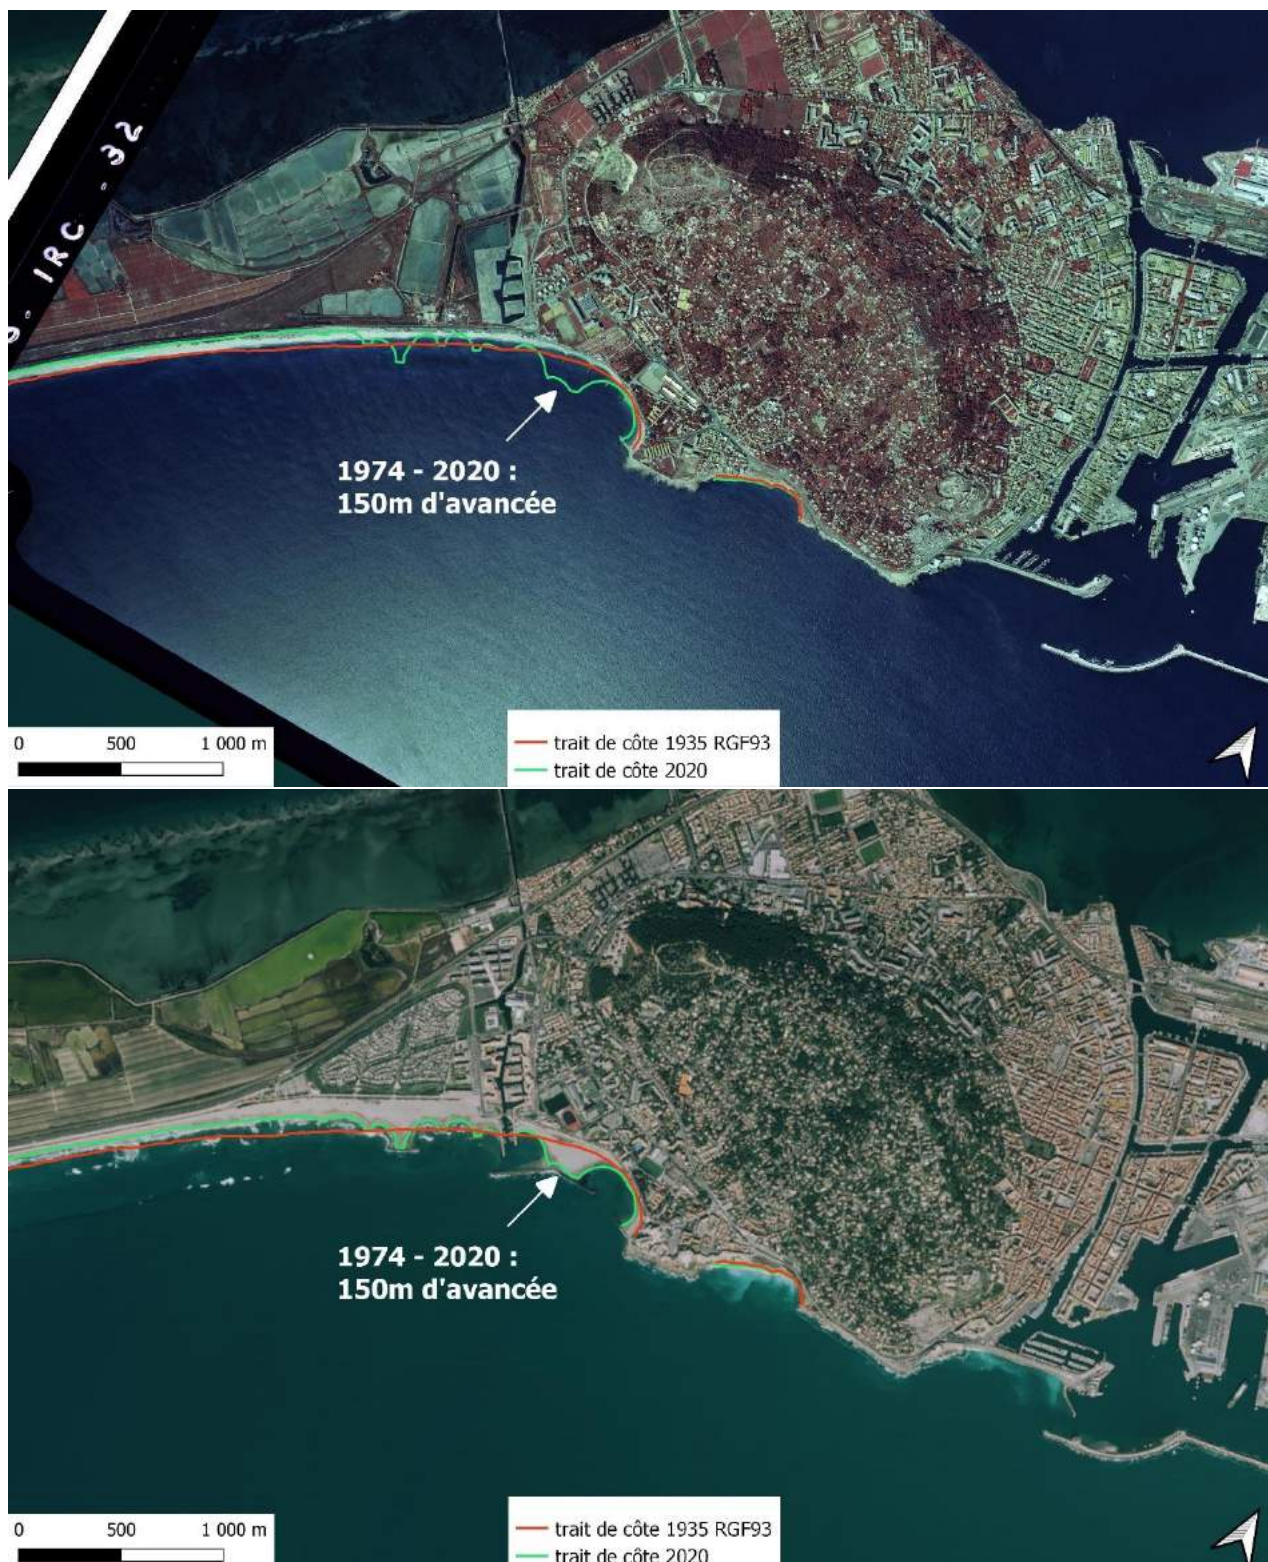 . IRC . 32
1974 - 2020 :
150m d'avancée
0 500 1 000 m
trait de côte 1935 RGF93
trait de côte 2020
1974 - 2020 :
150m d'avancée
0 500 1 000 m
trait de côte 1935 RGF93
trait de côte 2020